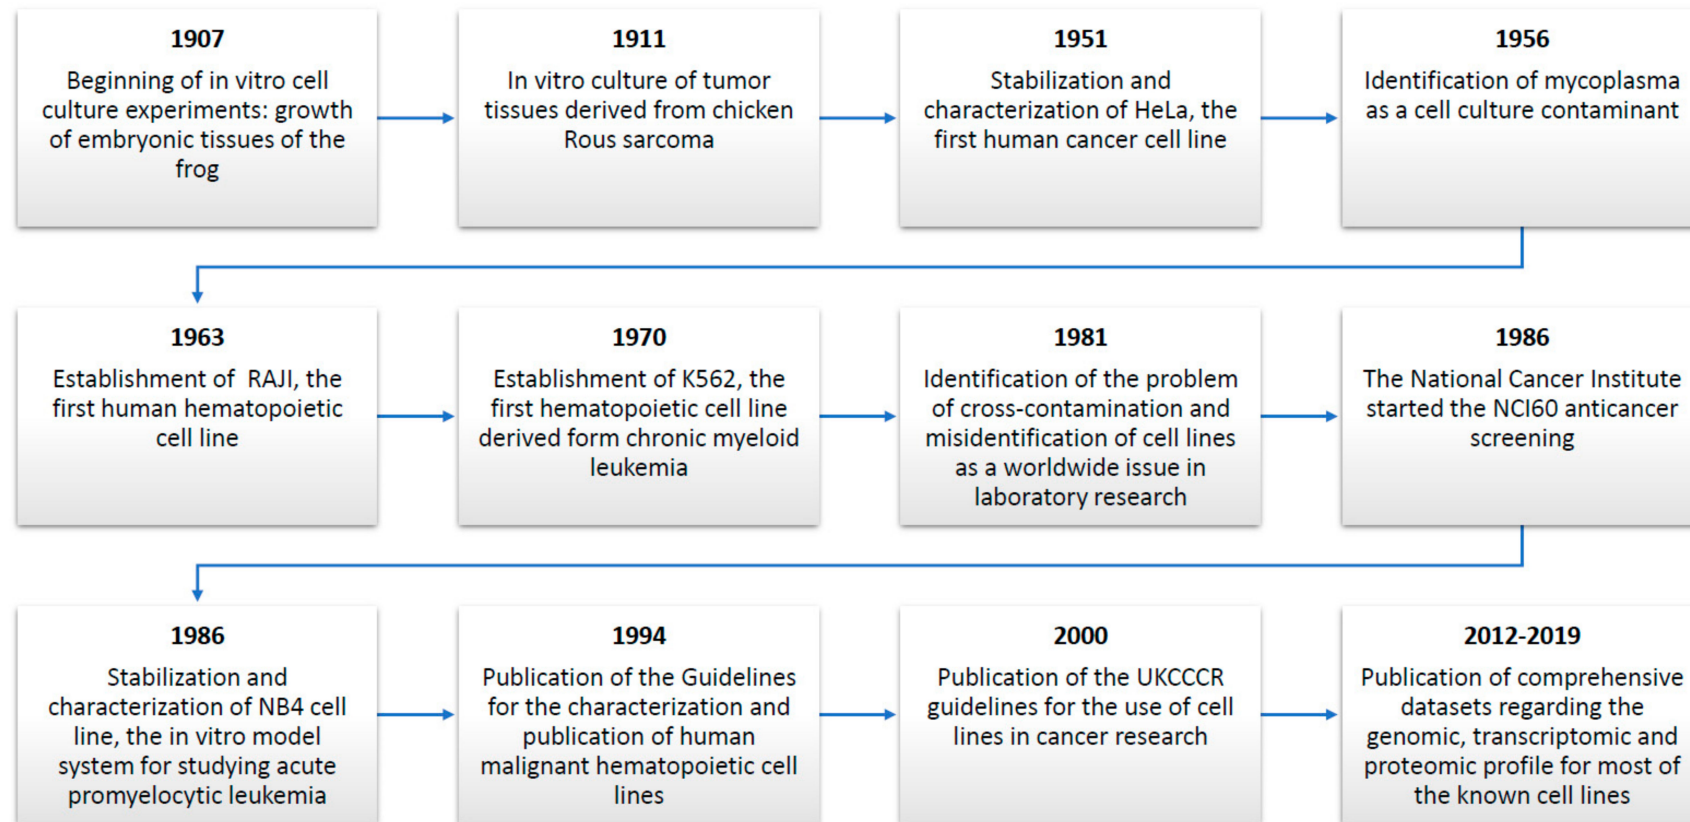 1907
Beginning of in vitro cell
culture experiments: growth
of embryonic tissues of the
frog
1911
In vitro culture of tumor
tissues derived from chicken
Rous sarcoma
1951
Stabilization and
characterization of HeLa, the
first human cancer cell line
1956
Identification of mycoplasma
as a cell culture contaminant
1963
Establishment of  RAJI, the
first human hematopoietic
cell line
1970
Establishment of K562, the
first hematopoietic cell line
derived form chronic myeloid
leukemia
1981
Identification of the problem
of cross-contamination and
misidentification of cell lines
as a worldwide issue in
laboratory research
1986
The National Cancer Institute
started the NCI60 anticancer
screening
1986
Stabilization and
characterization of NB4 cell
line, the in vitro model
system for studying acute
promyelocytic leukemia
1994
Publication of the Guidelines
for the characterization and
publication of human
malignant hematopoietic cell
lines
2000
Publication of the UKCCCR
guidelines for the use of cell
lines in cancer research
2012-2019
Publication of comprehensive
datasets regarding the
genomic, transcriptomic and
proteomic profile for most of
the known cell lines